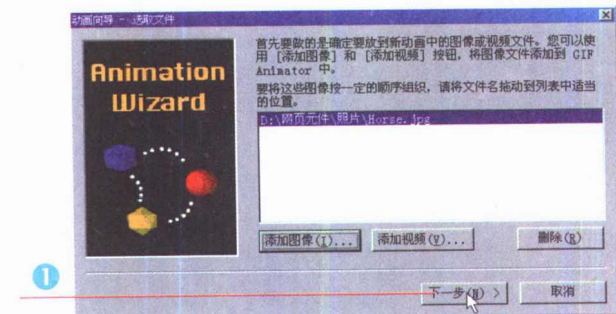 动画向导 -- 选取文件
Animation
Wizard
首先要做的是确定要放到新动画中的图像或视频文件。您可以使
用 [添加图像] 和 [添加视频] 按钮，将图像文件添加到 GIF
Animator 中。
要将这些图像按一定的顺序组织，请将文件名拖动到列表中适当
的位置。
D:\网页元件\照片\Horse.jpg
添加图像(I)... 添加视频(V)... 删除(R)
1
下一步(N) > 取消